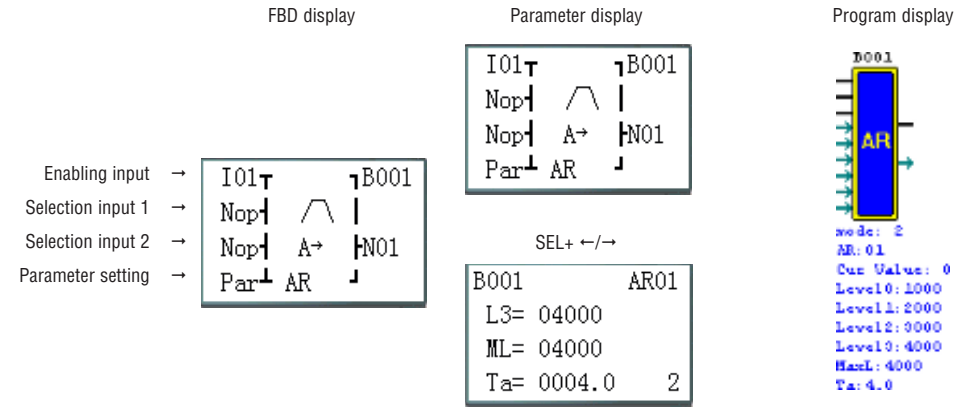 FBD display
Parameter display
Program display
I01 B001
Nop
Nop A→ N01
Par AR
Enabling input →
Selection input 1 →
Selection input 2 →
Parameter setting →
I01 B001
Nop
Nop A→ N01
Par AR
SEL+ ←/→
B001 AR01
L3= 04000
ML= 04000
Ta= 0004.0 2
B001
AR
mode: 2
AR:01
Cur Value: 0
Level0:1000
Level1:2000
Level2:3000
Level3:4000
MaxL:4000
Ta:4.0